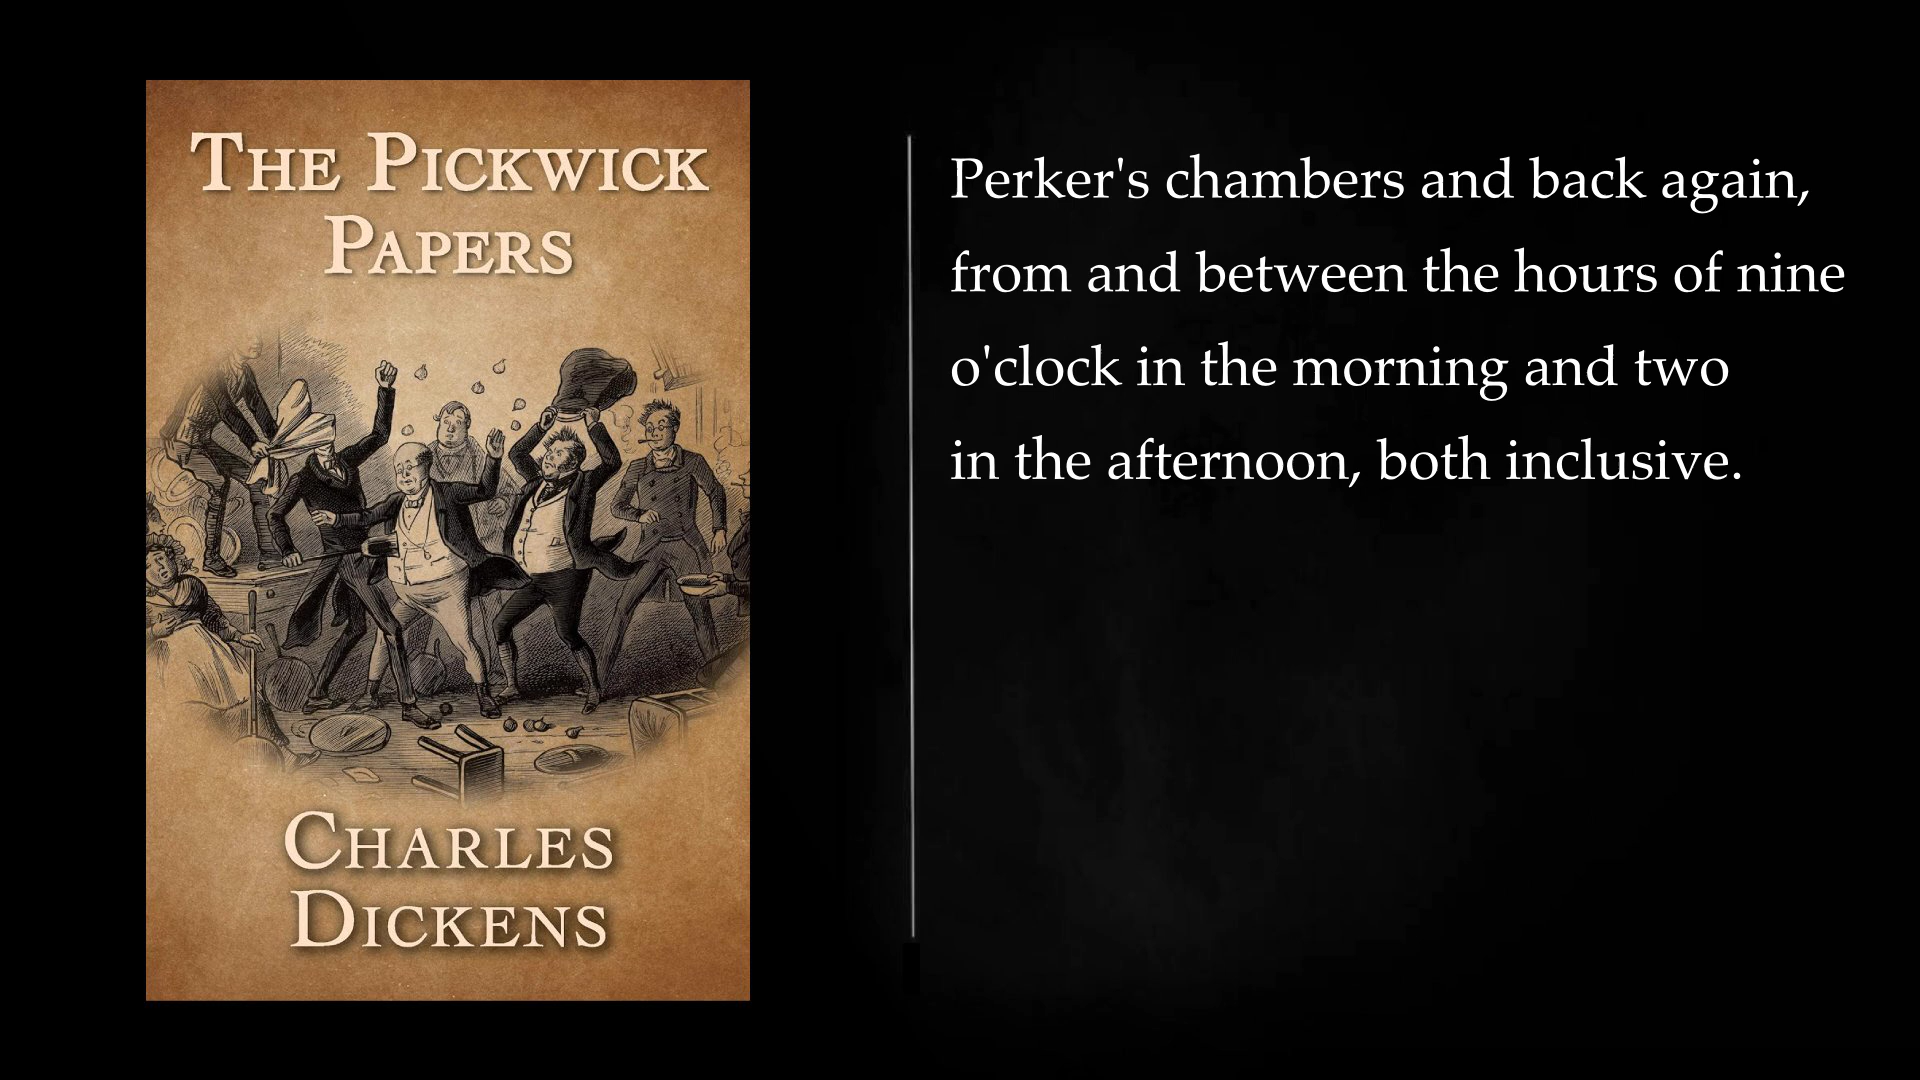 The Pickwick
Papers
Charles
Dickens
Perker's chambers and back again,
from and between the hours of nine
o'clock in the morning and two
in the afternoon, both inclusive.